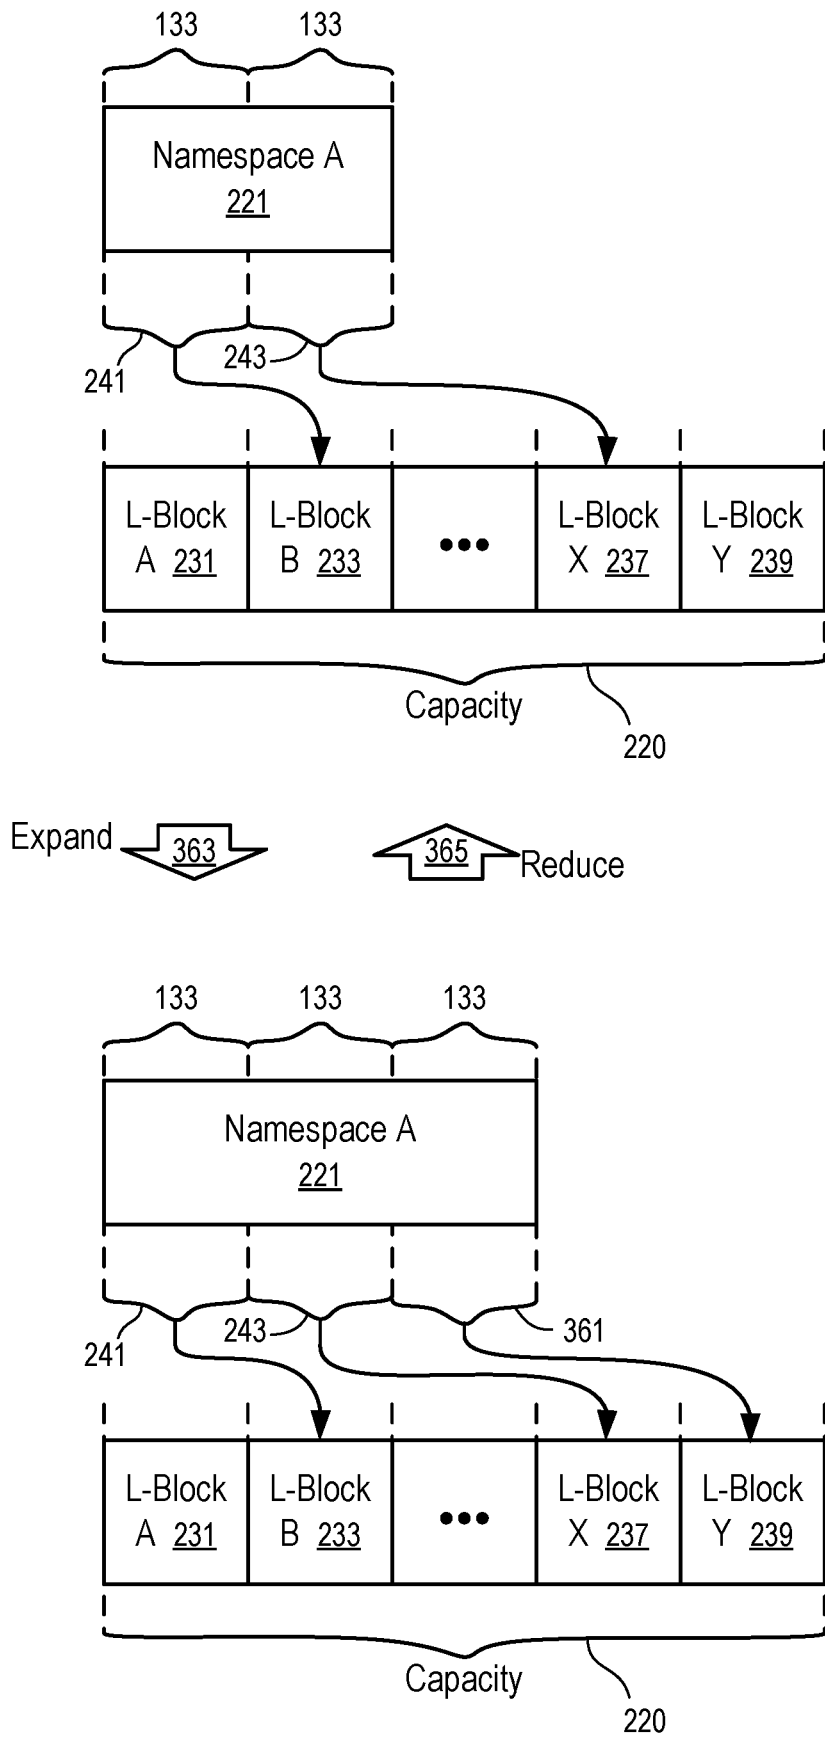 133 133
Namespace A
221
241 243
L-Block L-Block L-Block L-Block
A 231 B 233 ••• X 237 Y 239
Capacity
220
Expand 363 365 Reduce
133 133 133
Namespace A
221
241 243 361
L-Block L-Block L-Block L-Block
A 231 B 233 ••• X 237 Y 239
Capacity
220